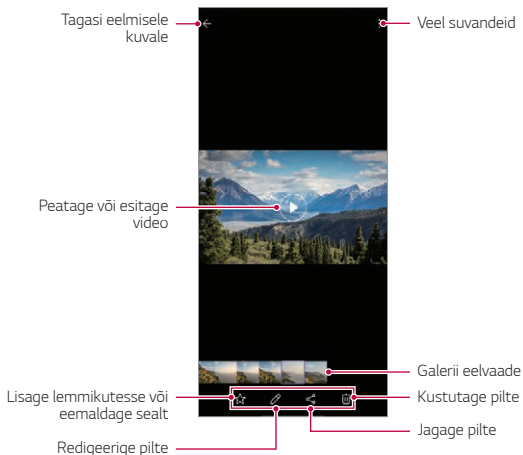 Tagasi eelmisele
kuvale
Veel suvandeid
Peatage või esitage
video
Galerii eelvaade
Lisage lemmikutesse või
eemaldage sealt
Kustutage pilte
Jagage pilte
Redigeerige pilte